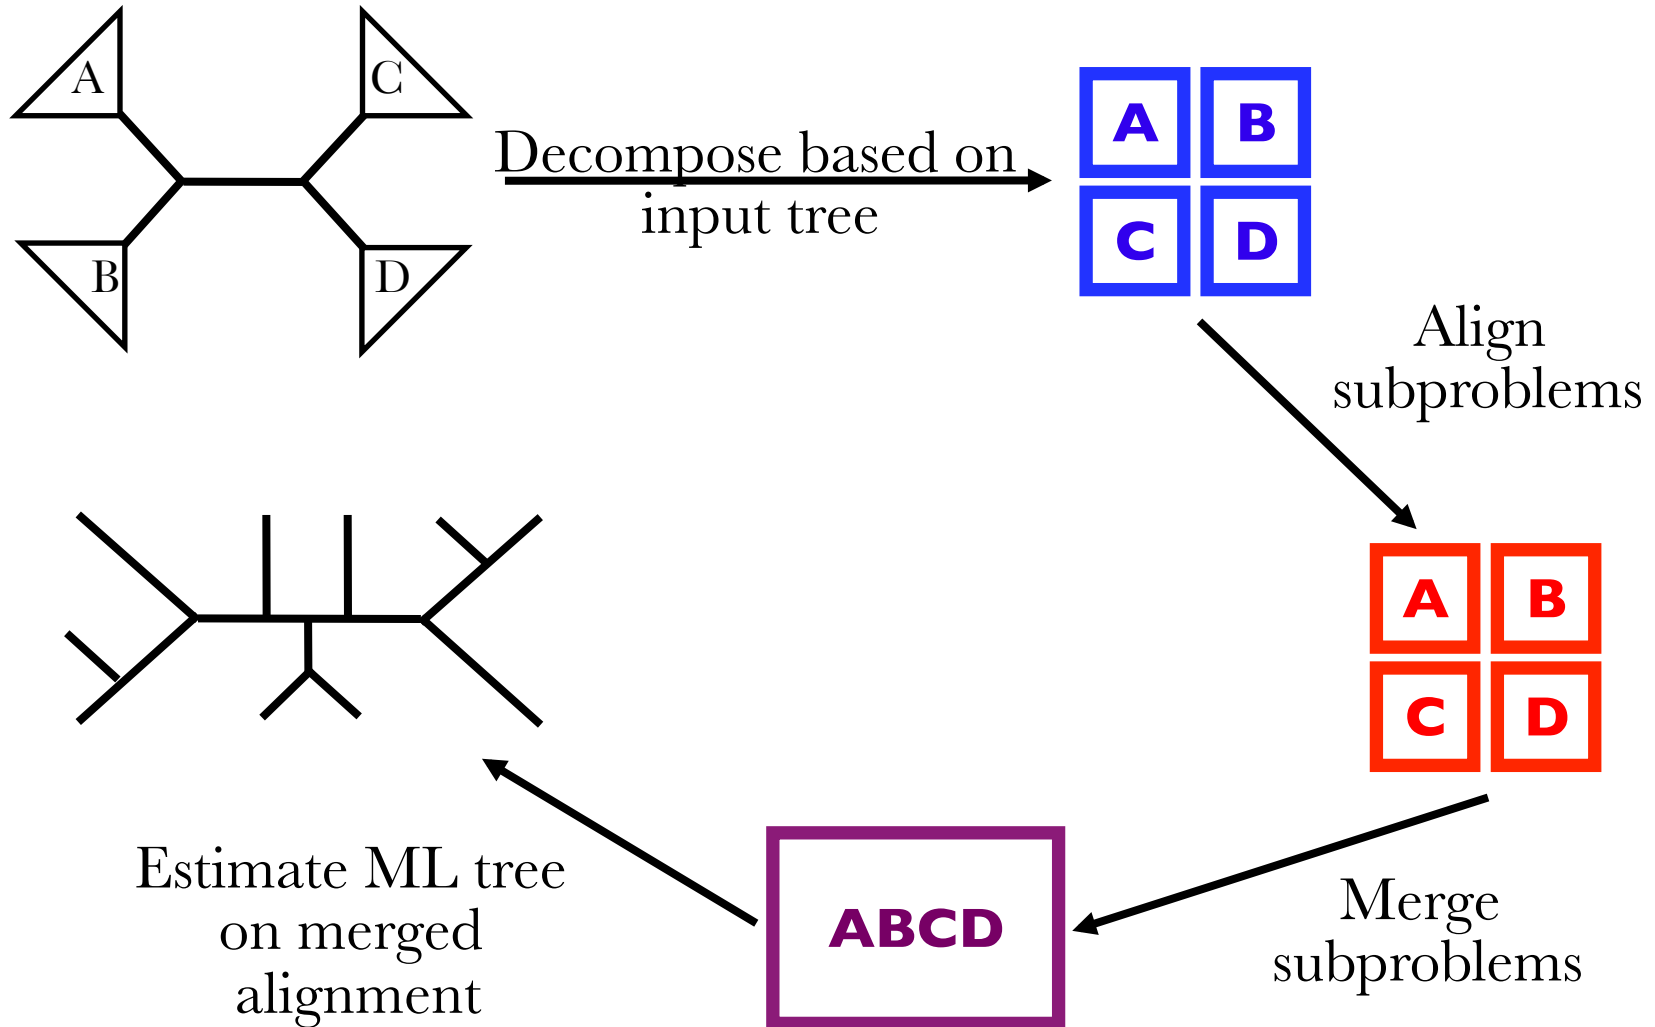 A
C
B
D
Decompose based on
input tree
A B
C D
Align
subproblems
A B
C D
Merge
subproblems
ABCD
Estimate ML tree
on merged
alignment